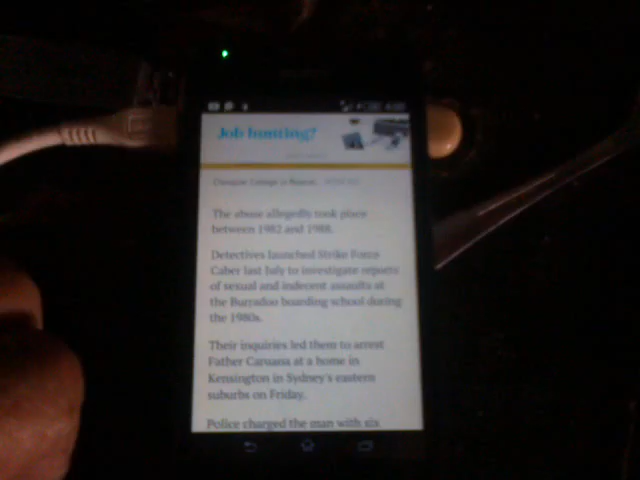 Job hunting?
The abuse allegedly took place
between 1982 and 1988.
Detectives launched Strike Force
Caber last July to investigate reports
of sexual and indecent assaults at
the Burradoo boarding school during
the 1980s.
Their inquiries led them to arrest
Father Caruana at a home in
Kensington in Sydney's eastern
suburbs on Friday.
Police charged the man with six